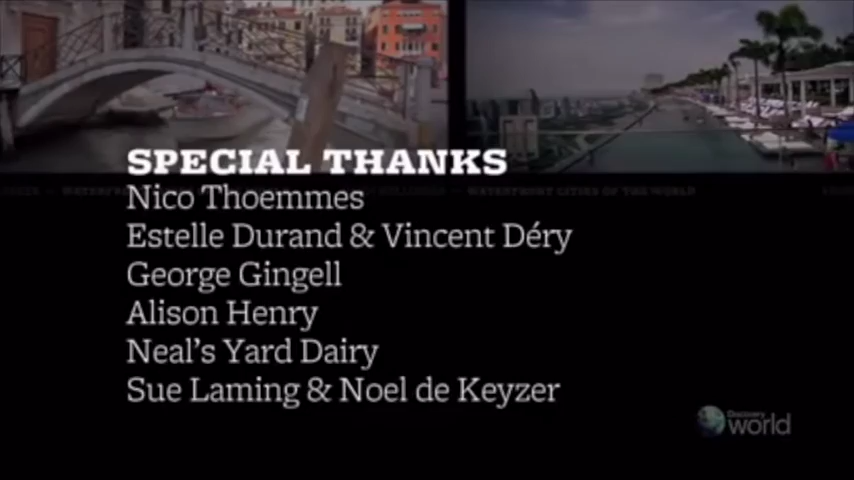 SPECIAL THANKS
WATERFRONT CITIES OF THE WORLD
Nico Thoemmes
Estelle Durand & Vincent Déry
George Gingell
Alison Henry
Neal's Yard Dairy
Sue Laming & Noel de Keyzer
Discovery
world